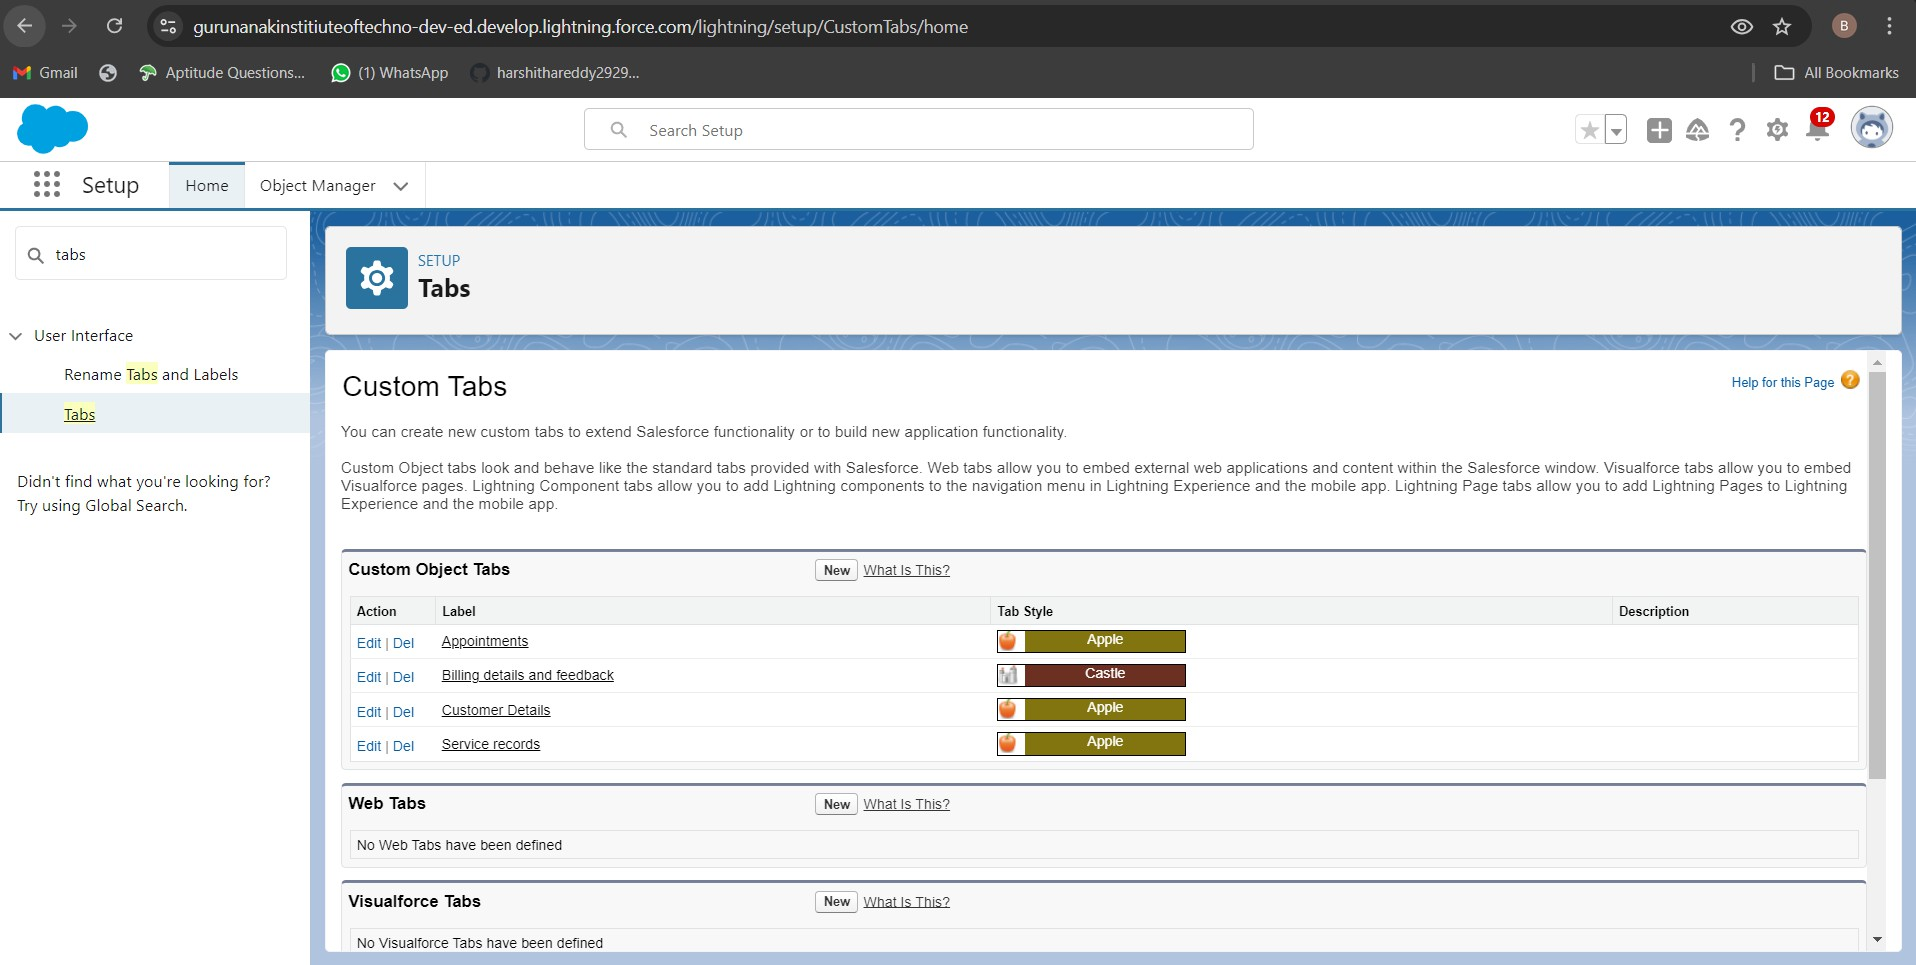 gurunanakinstitiuteoftechno-dev-ed.develop.lightning.force.com/lightning/setup/CustomTabs/home
B
Gmail
Aptitude Questions...
(1) WhatsApp
harshithareddy2929...
All Bookmarks
Search Setup
12
Setup
Home
Object Manager
tabs
User Interface
Rename Tabs and Labels
Tabs
Didn't find what you're looking for?
Try using Global Search.
SETUP
Tabs
Custom Tabs
Help for this Page
?
You can create new custom tabs to extend Salesforce functionality or to build new application functionality.
Custom Object tabs look and behave like the standard tabs provided with Salesforce. Web tabs allow you to embed external web applications and content within the Salesforce window. Visualforce tabs allow you to embed
Visualforce pages. Lightning Component tabs allow you to add Lightning components to the navigation menu in Lightning Experience and the mobile app. Lightning Page tabs allow you to add Lightning Pages to Lightning
Experience and the mobile app.
Custom Object Tabs New What Is This?
Action Label Tab Style Description
Edit | Del Appointments Apple
Edit | Del Billing details and feedback Castle
Edit | Del Customer Details Apple
Edit | Del Service records Apple
Web Tabs New What Is This?
No Web Tabs have been defined
Visualforce Tabs New What Is This?
No Visualforce Tabs have been defined